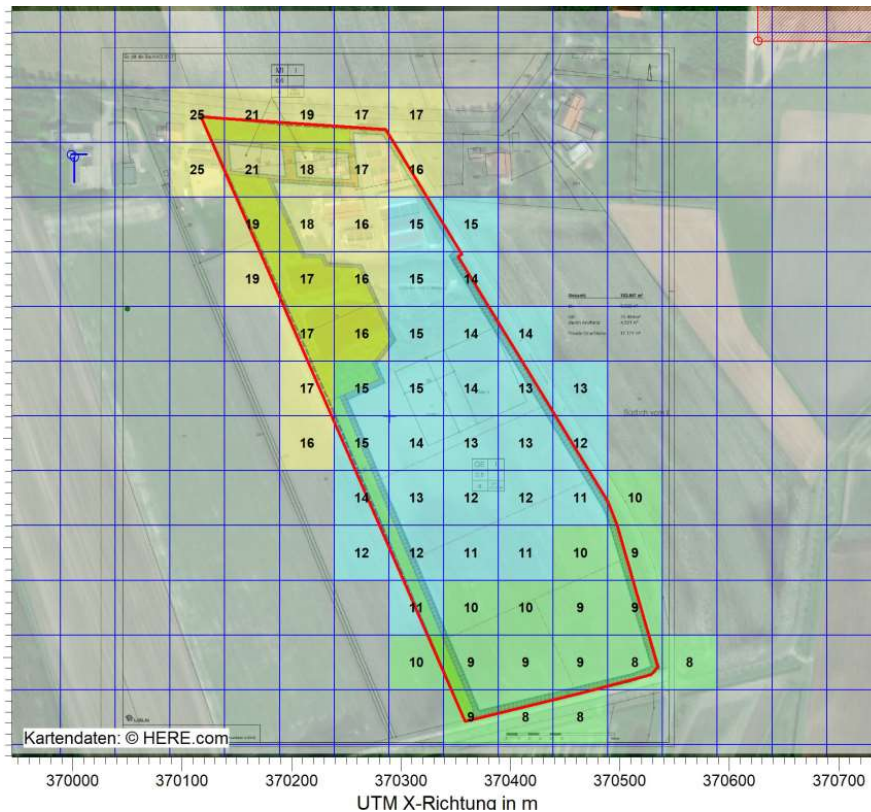 25 21 19 17 17
25 21 18 17 16
19 18 16 15 15
19 17 16 15 14
17 16 15 14 14
17 15 15 14 13 13
16 15 14 13 13 12
14 13 12 12 11 10
12 12 11 11 10 9
11 10 10 9 9
10 9 9 9 8 8
9 8 8
Kartendaten: © HERE.com
370000 370100 370200 370300 370400 370500 370600 370700
UTM X-Richtung in m